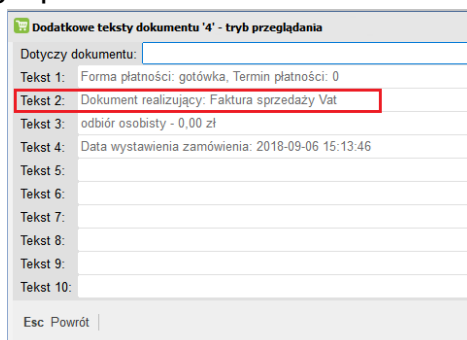 Dodatkowe teksty dokumentu '4' - tryb przeglądania
Dotyczy dokumentu:
Tekst 1: Forma płatności: gotówka, Termin płatności: 0
Tekst 2: Dokument realizujący: Faktura sprzedaży Vat
Tekst 3: odbiór osobisty - 0,00 zł
Tekst 4: Data wystawienia zamówienia: 2018-09-06 15:13:46
Tekst 5:
Tekst 6:
Tekst 7:
Tekst 8:
Tekst 9:
Tekst 10:
Esc Powrót